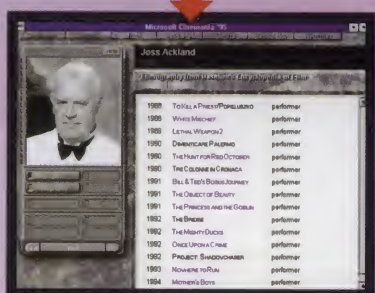 Microsoft Cinemania '95
Joss Ackland
Filmography from Baseline's Encyclopedia of Film
1988 TO KILL A PRIEST/POPIELUSZKO performer
1988 WHITE MISCHIEF performer
1989 LETHAL WEAPON 2 performer
1990 DIMENTICARE PALERMO performer
1990 THE HUNT FOR RED OCTOBER performer
1990 TRE COLONNE IN CRONACA performer
1991 BILL & TED'S BOGUS JOURNEY performer
1991 THE OBJECT OF BEAUTY performer
1991 THE PRINCESS AND THE GOBLIN performer
1992 THE BRIDGE performer
1992 THE MIGHTY DUCKS performer
1992 ONCE UPON A CRIME performer
1992 PROJECT SHADOWCHASER performer
1993 NOWHERE TO RUN performer
1994 MOTHER'S BOYS performer